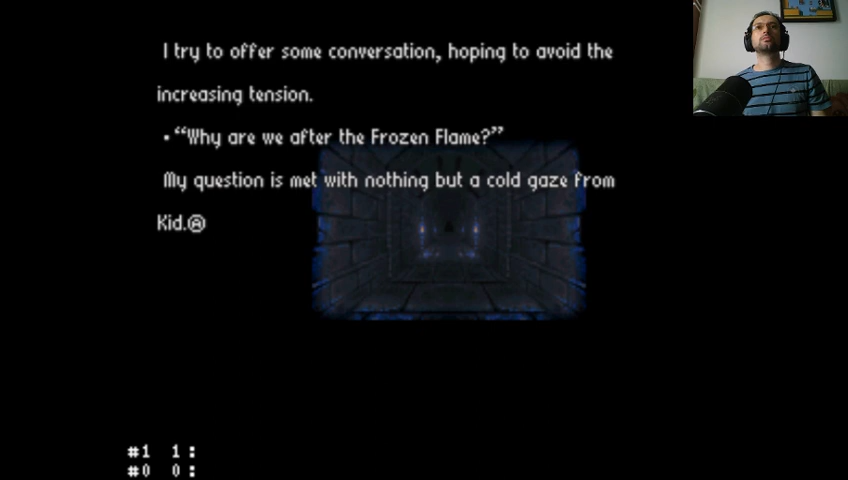 I try to offer some conversation, hoping to avoid the
increasing tension.
• “Why are we after the Frozen Flame?”
My question is met with nothing but a cold gaze from
Kid.Ⓐ
#1 1:
#0 0: